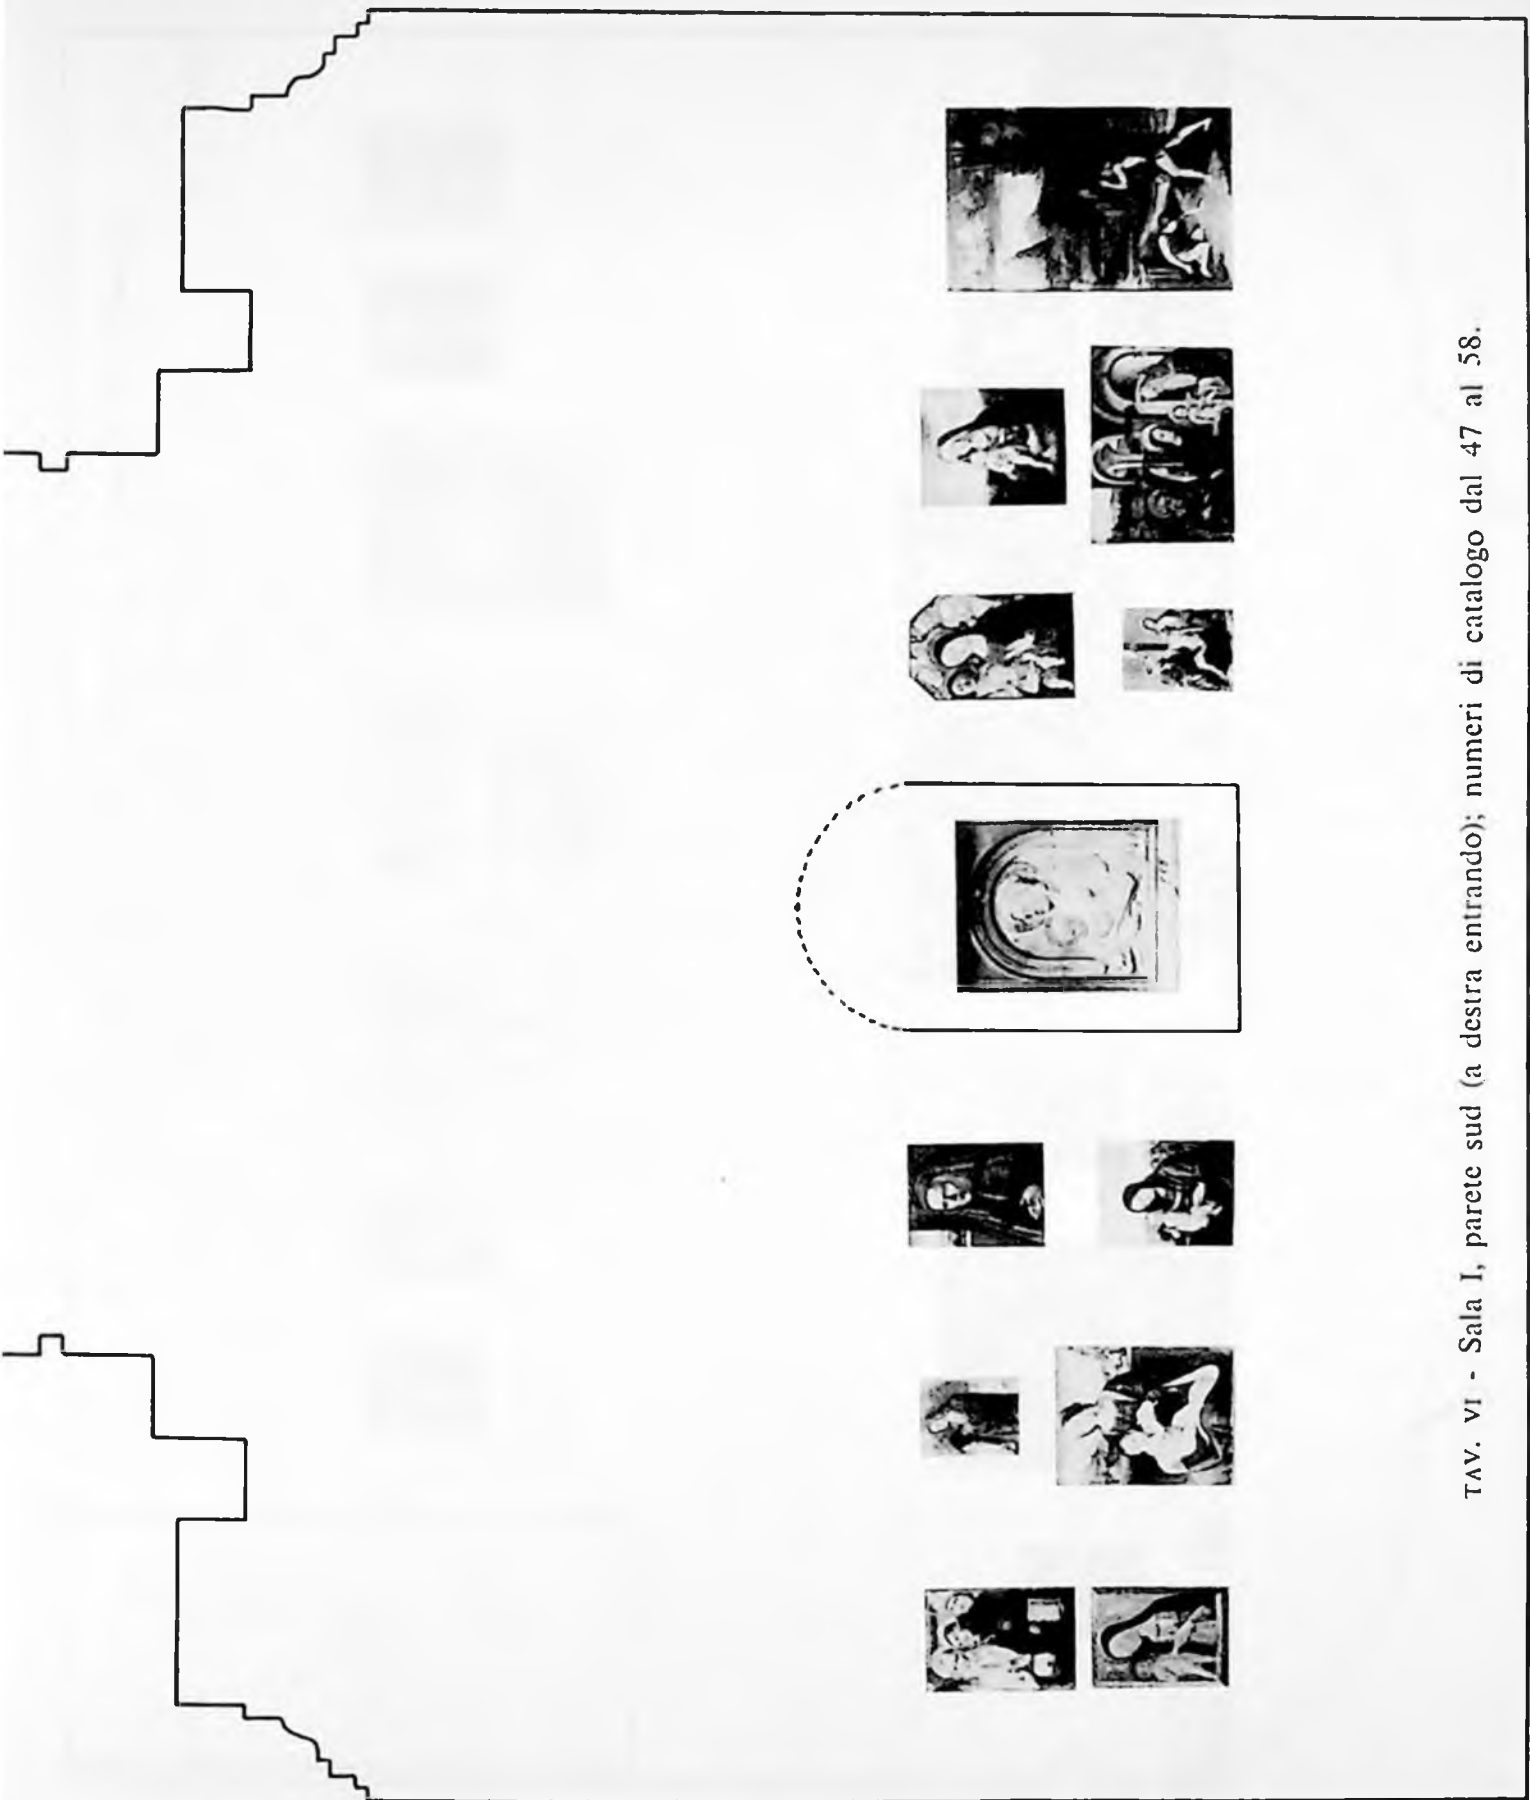 TAV. VI - Sala I, parete sud (a destra entrando); numeri di catalogo dal 47 al 58.